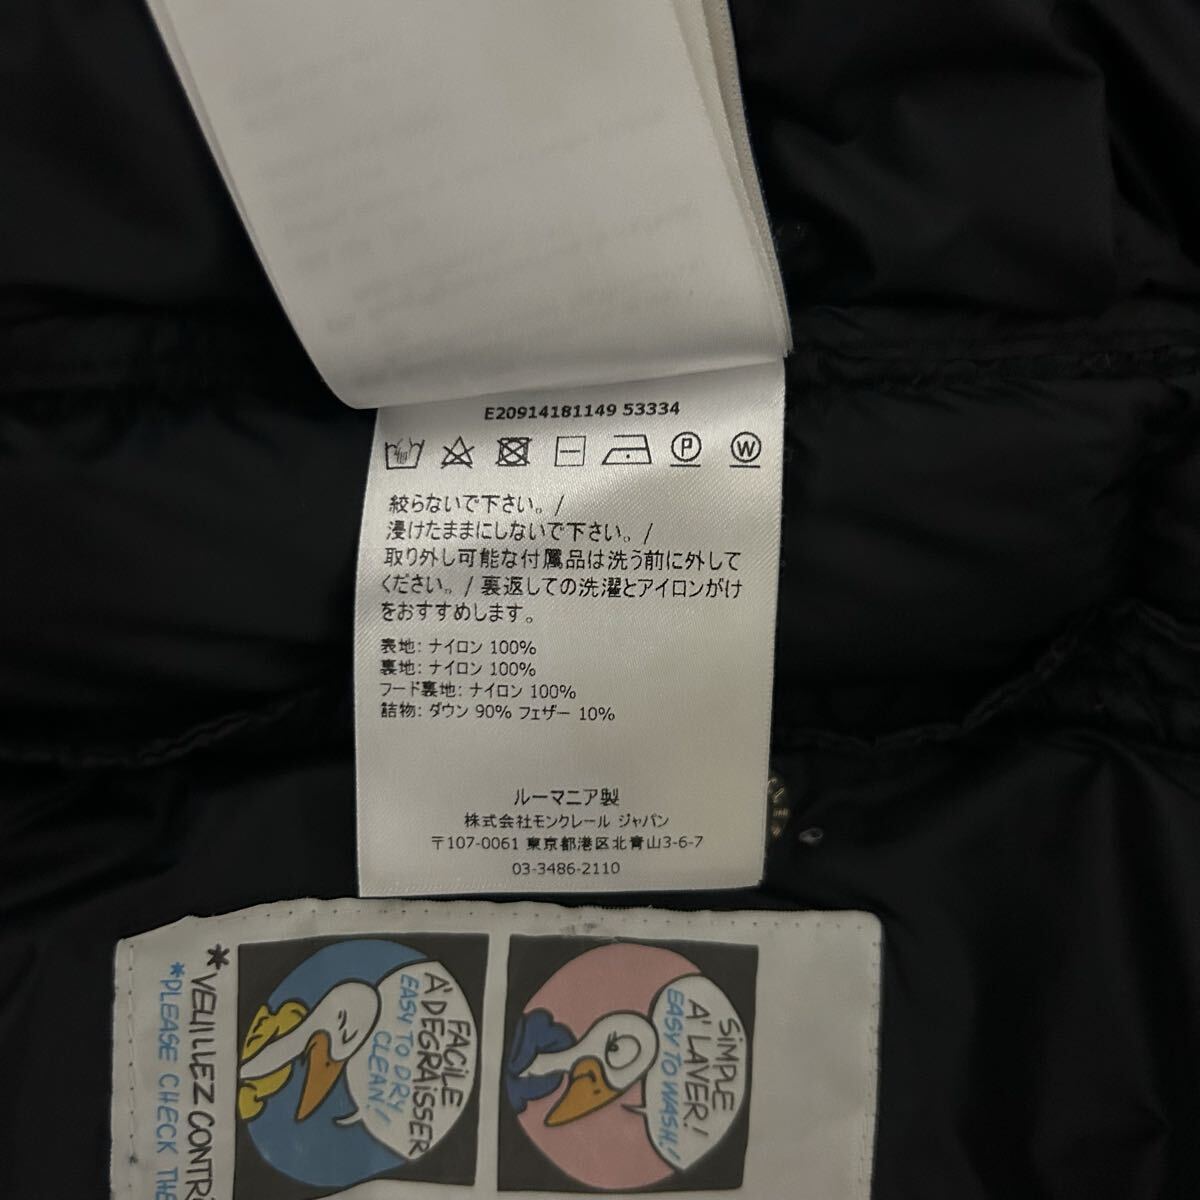 E20914181149 53334
P W
絞らないで下さい。/
浸けたままにしないで下さい。/
取り外し可能な付属品は洗う前に外して
ください。/ 裏返しての洗濯とアイロンがけ
をおすすめします。
表地: ナイロン 100%
裏地: ナイロン 100%
フード裏地: ナイロン 100%
詰物: ダウン 90% フェザー 10%
ルーマニア製
株式会社モンクレール ジャパン
〒107-0061 東京都港区北青山3-6-7
03-3486-2110
*VEUILLEZ CONTR
*PLEASE CHECK THE
FACILE
A' DEGRAiSSER
EASY TO DRY
CLEAN!
SiMPLE
A' LAVER!
EASY TO WASH!